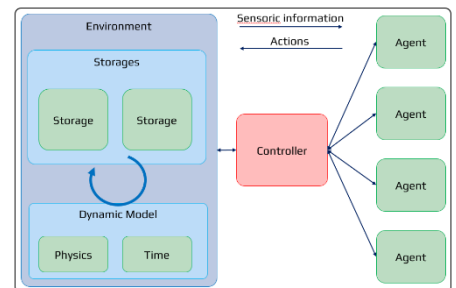 Environment
Sensoric information
Actions
Storages
Storage
Storage
Controller
Dynamic Model
Physics
Time
Agent
Agent
Agent
Agent